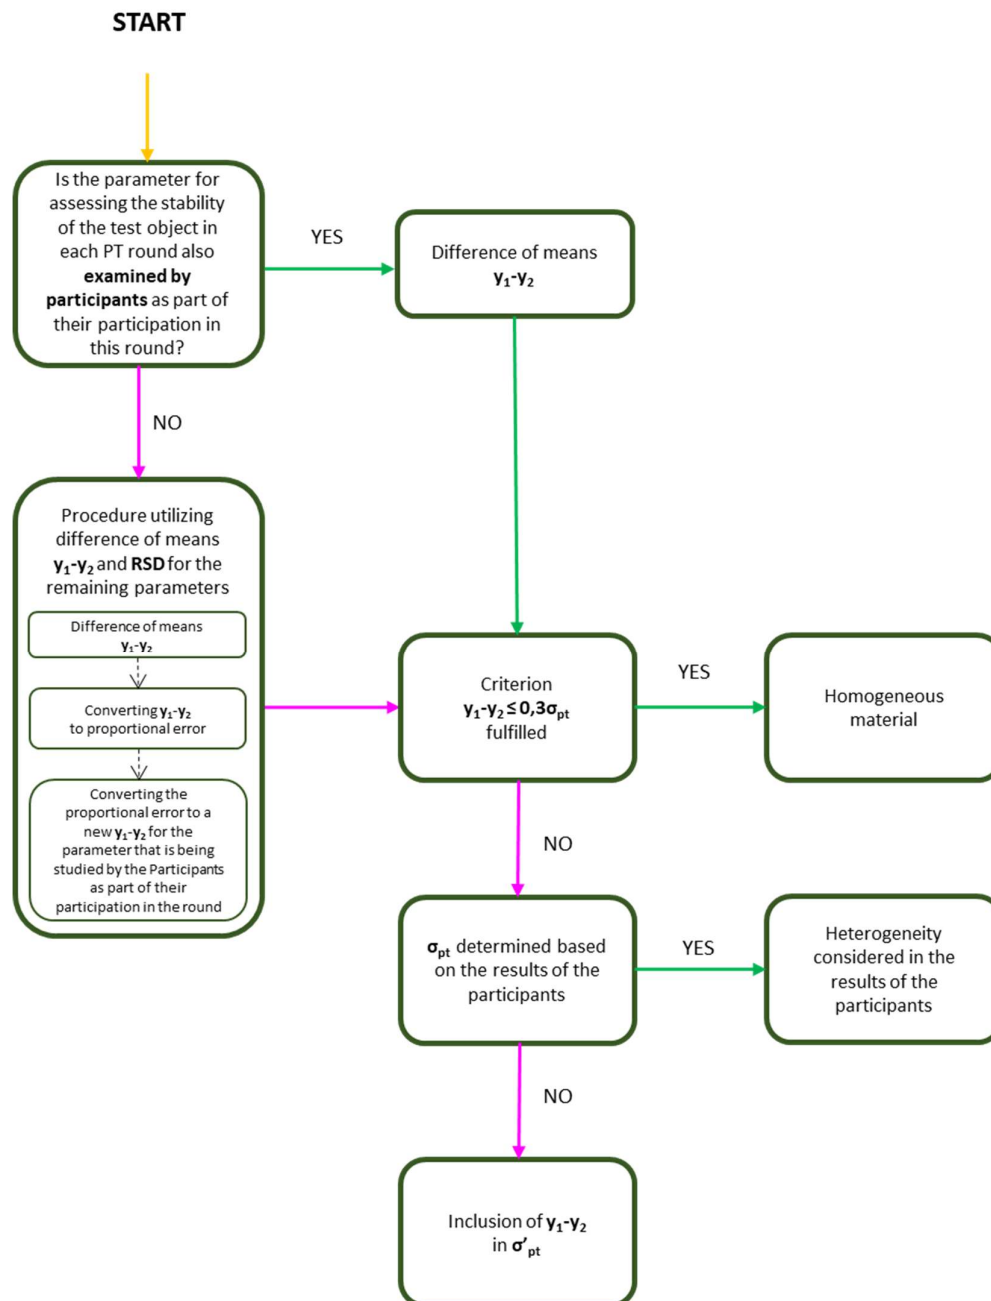 START
Is the parameter for
assessing the stability
of the test object in
each PT round also
examined by
participants as part of
their participation in
this round?
YES
Difference of means
y₁-y₂
NO
Procedure utilizing
difference of means
y₁-y₂ and RSD for the
remaining parameters
Difference of means
y₁-y₂
Converting y₁-y₂
to proportional error
Converting the
proportional error to a
new y₁-y₂ for the
parameter that is being
studied by the Participants
as part of their
participation in the round
Criterion
y₁-y₂ ≤ 0,3σpt
fulfilled
YES
Homogeneous
material
NO
σpt determined based
on the results of the
participants
YES
Heterogeneity
considered in the
results of the
participants
NO
Inclusion of y₁-y₂
in σ'pt